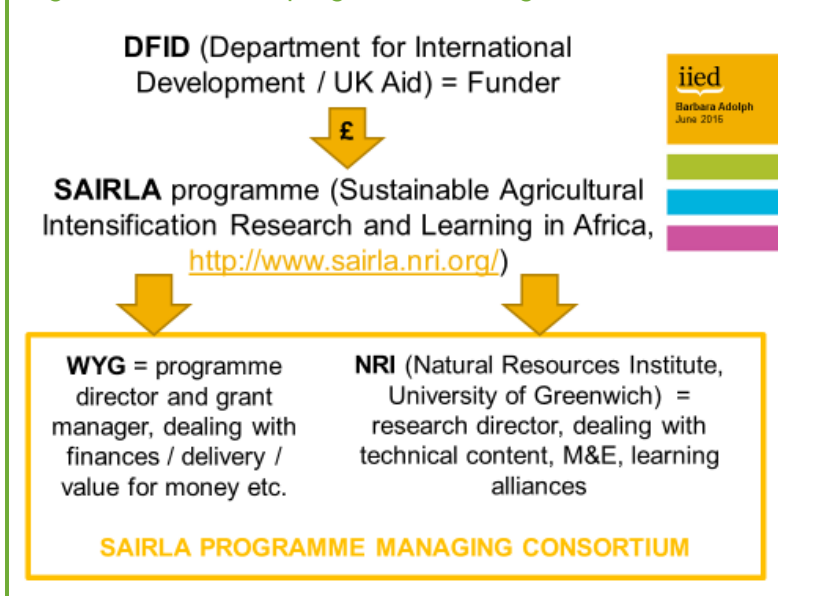 DFID (Department for International
Development / UK Aid) = Funder
iied
Barbara Adolph
June 2016
£
SAIRLA programme (Sustainable Agricultural
Intensification Research and Learning in Africa,
http://www.sairla.nri.org/)
WYG = programme
director and grant
manager, dealing with
finances / delivery /
value for money etc.
NRI (Natural Resources Institute,
University of Greenwich) =
research director, dealing with
technical content, M&E, learning
alliances
SAIRLA PROGRAMME MANAGING CONSORTIUM